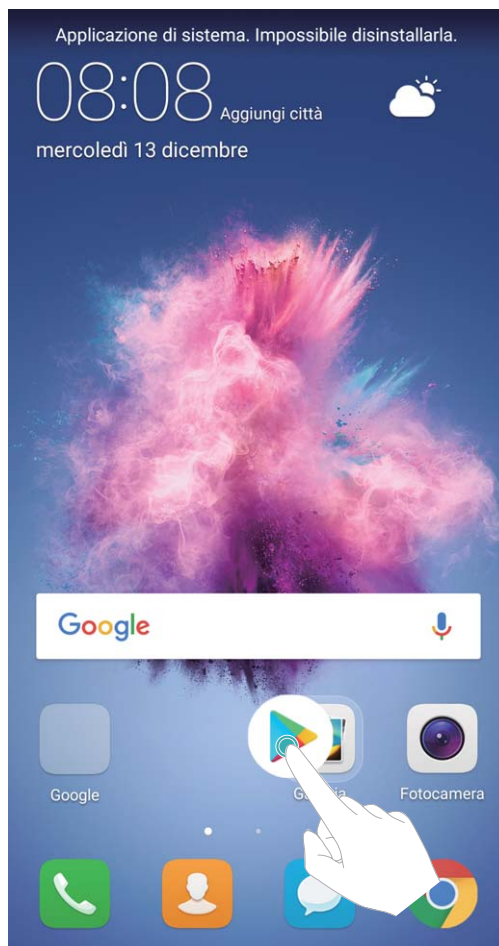 Applicazione di sistema. Impossibile disinstallarla.
08:08 Aggiungi città
mercoledì 13 dicembre
Google
Google Fotocamera